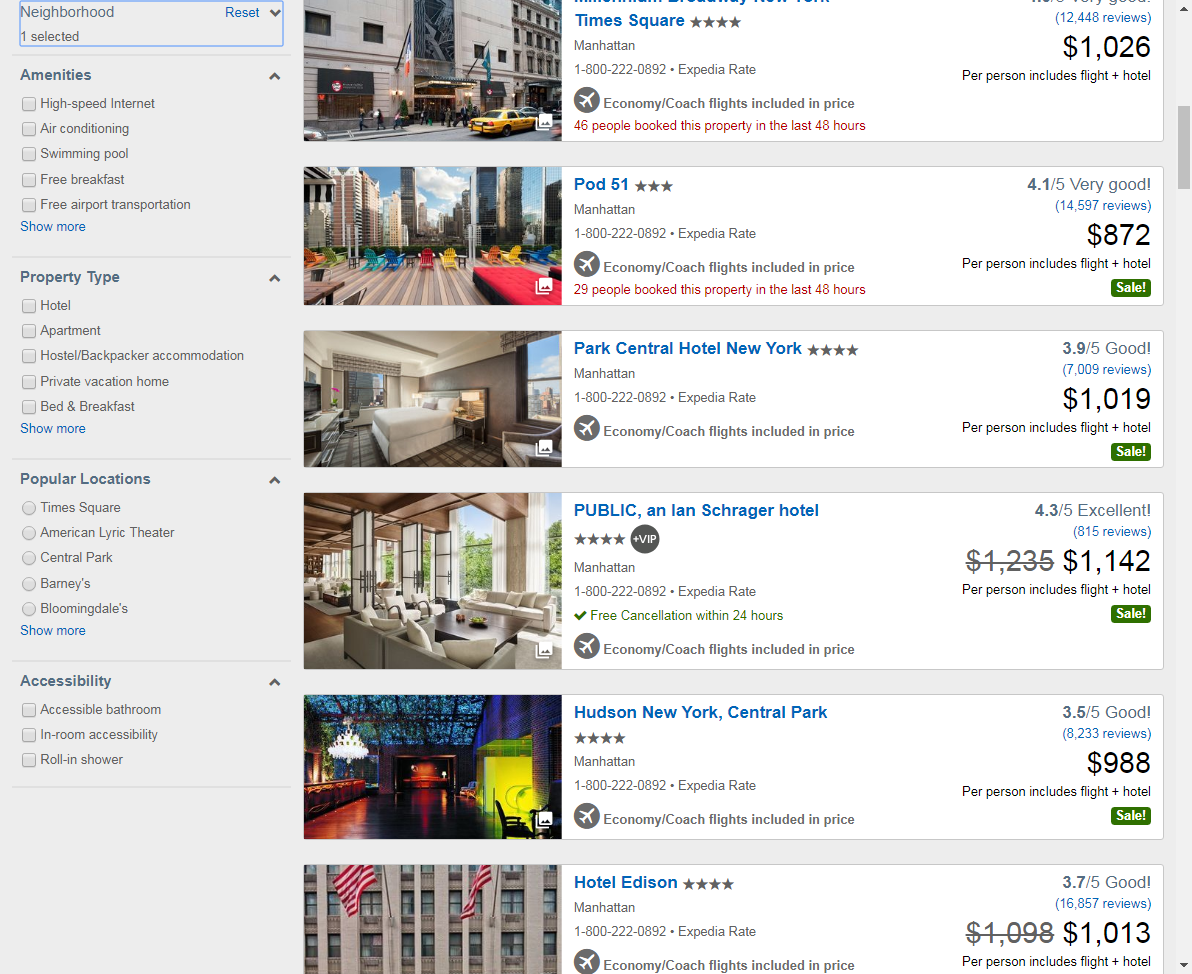 Neighborhood
Reset
1 selected
Amenities
High-speed Internet
Air conditioning
Swimming pool
Free breakfast
Free airport transportation
Show more
Property Type
Hotel
Apartment
Hostel/Backpacker accommodation
Private vacation home
Bed & Breakfast
Show more
Popular Locations
Times Square
American Lyric Theater
Central Park
Barney's
Bloomingdale's
Show more
Accessibility
Accessible bathroom
In-room accessibility
Roll-in shower
Millennium Broadway New York
Times Square
(12,448 reviews)
Manhattan
$1,026
1-800-222-0892 • Expedia Rate
Per person includes flight + hotel
Economy/Coach flights included in price
46 people booked this property in the last 48 hours
Pod 51
4.1/5 Very good!
Manhattan
(14,597 reviews)
1-800-222-0892 • Expedia Rate
$872
Per person includes flight + hotel
Economy/Coach flights included in price
Sale!
29 people booked this property in the last 48 hours
Park Central Hotel New York
3.9/5 Good!
Manhattan
(7,009 reviews)
1-800-222-0892 • Expedia Rate
$1,019
Per person includes flight + hotel
Economy/Coach flights included in price
Sale!
PUBLIC, an Ian Schrager hotel
4.3/5 Excellent!
+VIP
(815 reviews)
Manhattan
$1,235 $1,142
1-800-222-0892 • Expedia Rate
Per person includes flight + hotel
Free Cancellation within 24 hours
Sale!
Economy/Coach flights included in price
Hudson New York, Central Park
3.5/5 Good!
(8,233 reviews)
Manhattan
$988
1-800-222-0892 • Expedia Rate
Per person includes flight + hotel
Economy/Coach flights included in price
Sale!
Hotel Edison
3.7/5 Good!
Manhattan
(16,857 reviews)
1-800-222-0892 • Expedia Rate
$1,098 $1,013
Per person includes flight + hotel
Economy/Coach flights included in price